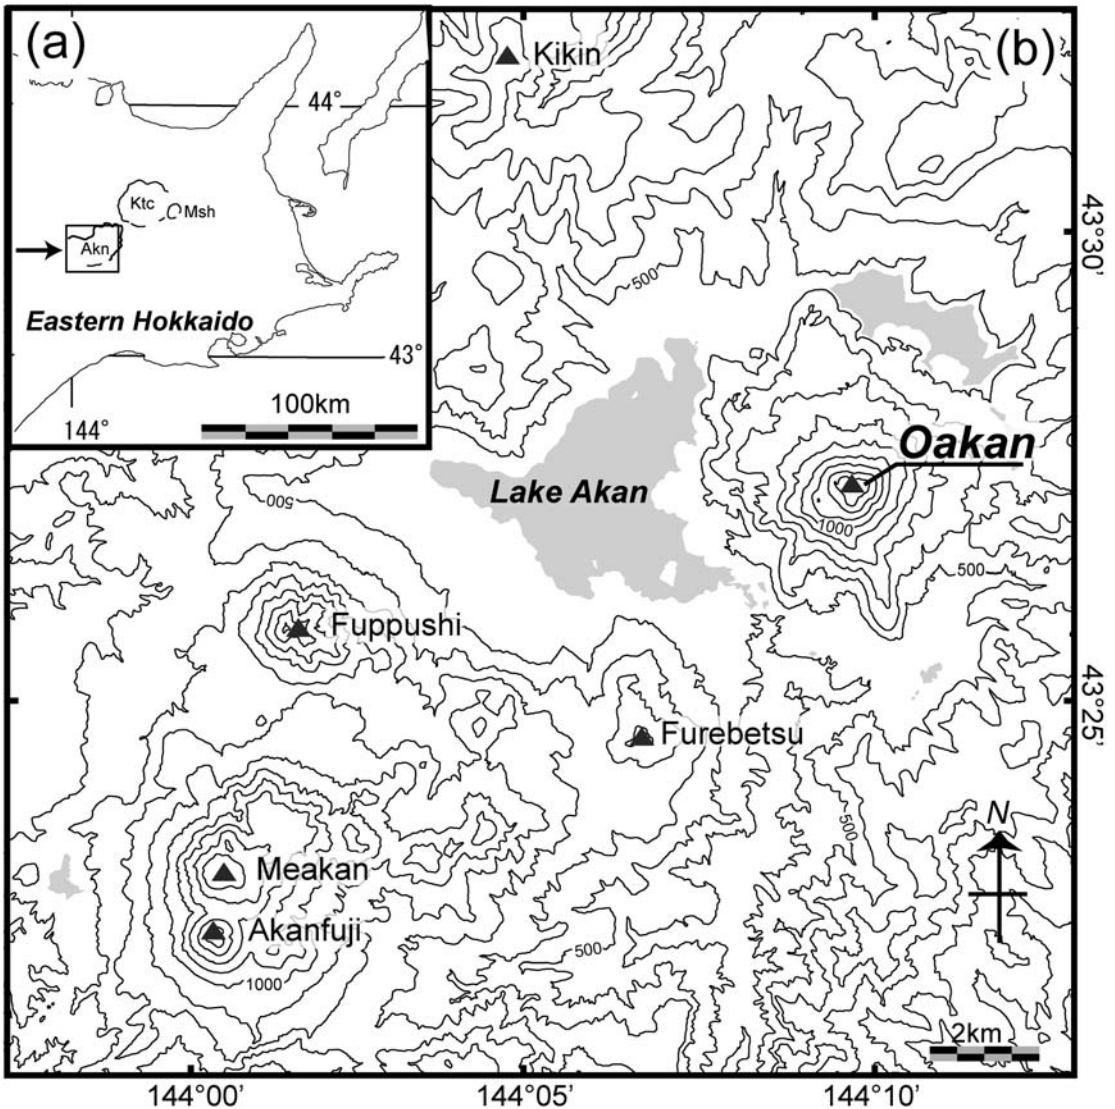 (a)
44°
Ktc
Msh
Akn
Eastern Hokkaido
43°
100km
144°
(b)
Kikin
43°30'
500
Oakan
Lake Akan
1000
500
500
Fuppushi
43°25'
Furebetsu
500
N
Meakan
Akanfuji
500
1000
2km
144°00'
144°05'
144°10'